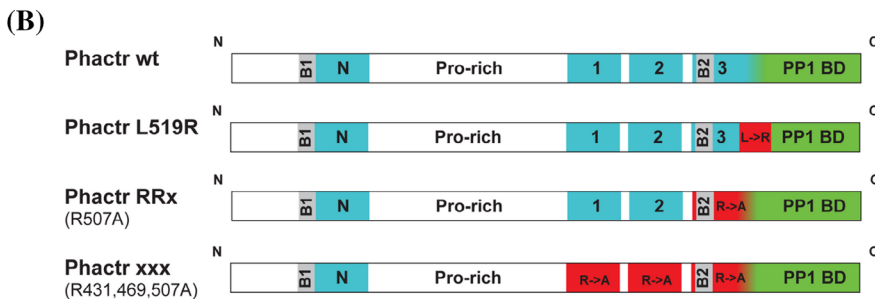 (B)
N C
Phactr wt B1 N Pro-rich 1 2 B2 3 PP1 BD
N C
Phactr L519R B1 N Pro-rich 1 2 B2 3 L->R PP1 BD
N C
Phactr RRx B1 N Pro-rich 1 2 B2 R->A PP1 BD
(R507A)
N C
Phactr xxx B1 N Pro-rich R->A R->A B2 R->A PP1 BD
(R431,469,507A)